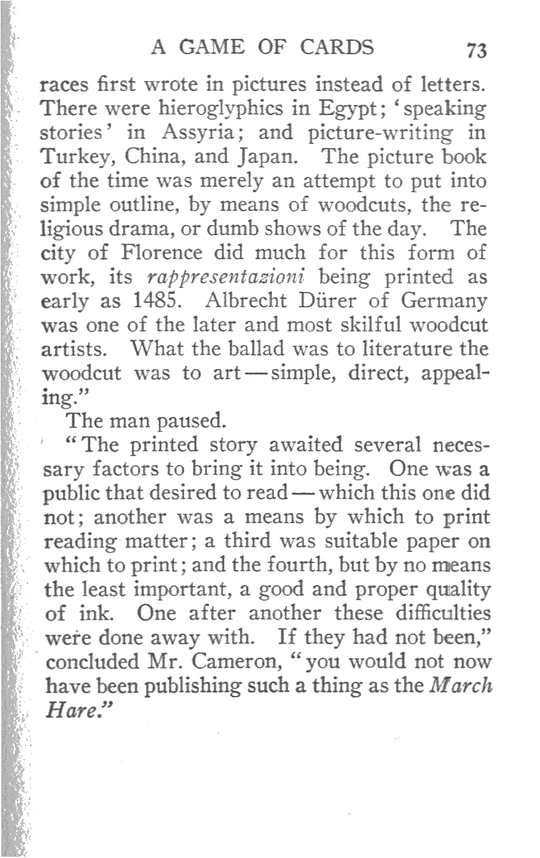 A GAME OF CARDS 73
races first wrote in pictures instead of letters.
There were hieroglyphics in Egypt; ‘speaking
stories’ in Assyria; and picture-writing in
Turkey, China, and Japan. The picture book
of the time was merely an attempt to put into
simple outline, by means of woodcuts, the re-
ligious drama, or dumb shows of the day. The
city of Florence did much for this form of
work, its rappresentazioni being printed as
early as 1485. Albrecht Dürer of Germany
was one of the later and most skilful woodcut
artists. What the ballad was to literature the
woodcut was to art—simple, direct, appeal-
ing.”
The man paused.
“The printed story awaited several neces-
sary factors to bring it into being. One was a
public that desired to read—which this one did
not; another was a means by which to print
reading matter; a third was suitable paper on
which to print; and the fourth, but by no means
the least important, a good and proper quality
of ink. One after another these difficulties
were done away with. If they had not been,”
concluded Mr. Cameron, “you would not now
have been publishing such a thing as the March
Hare.”